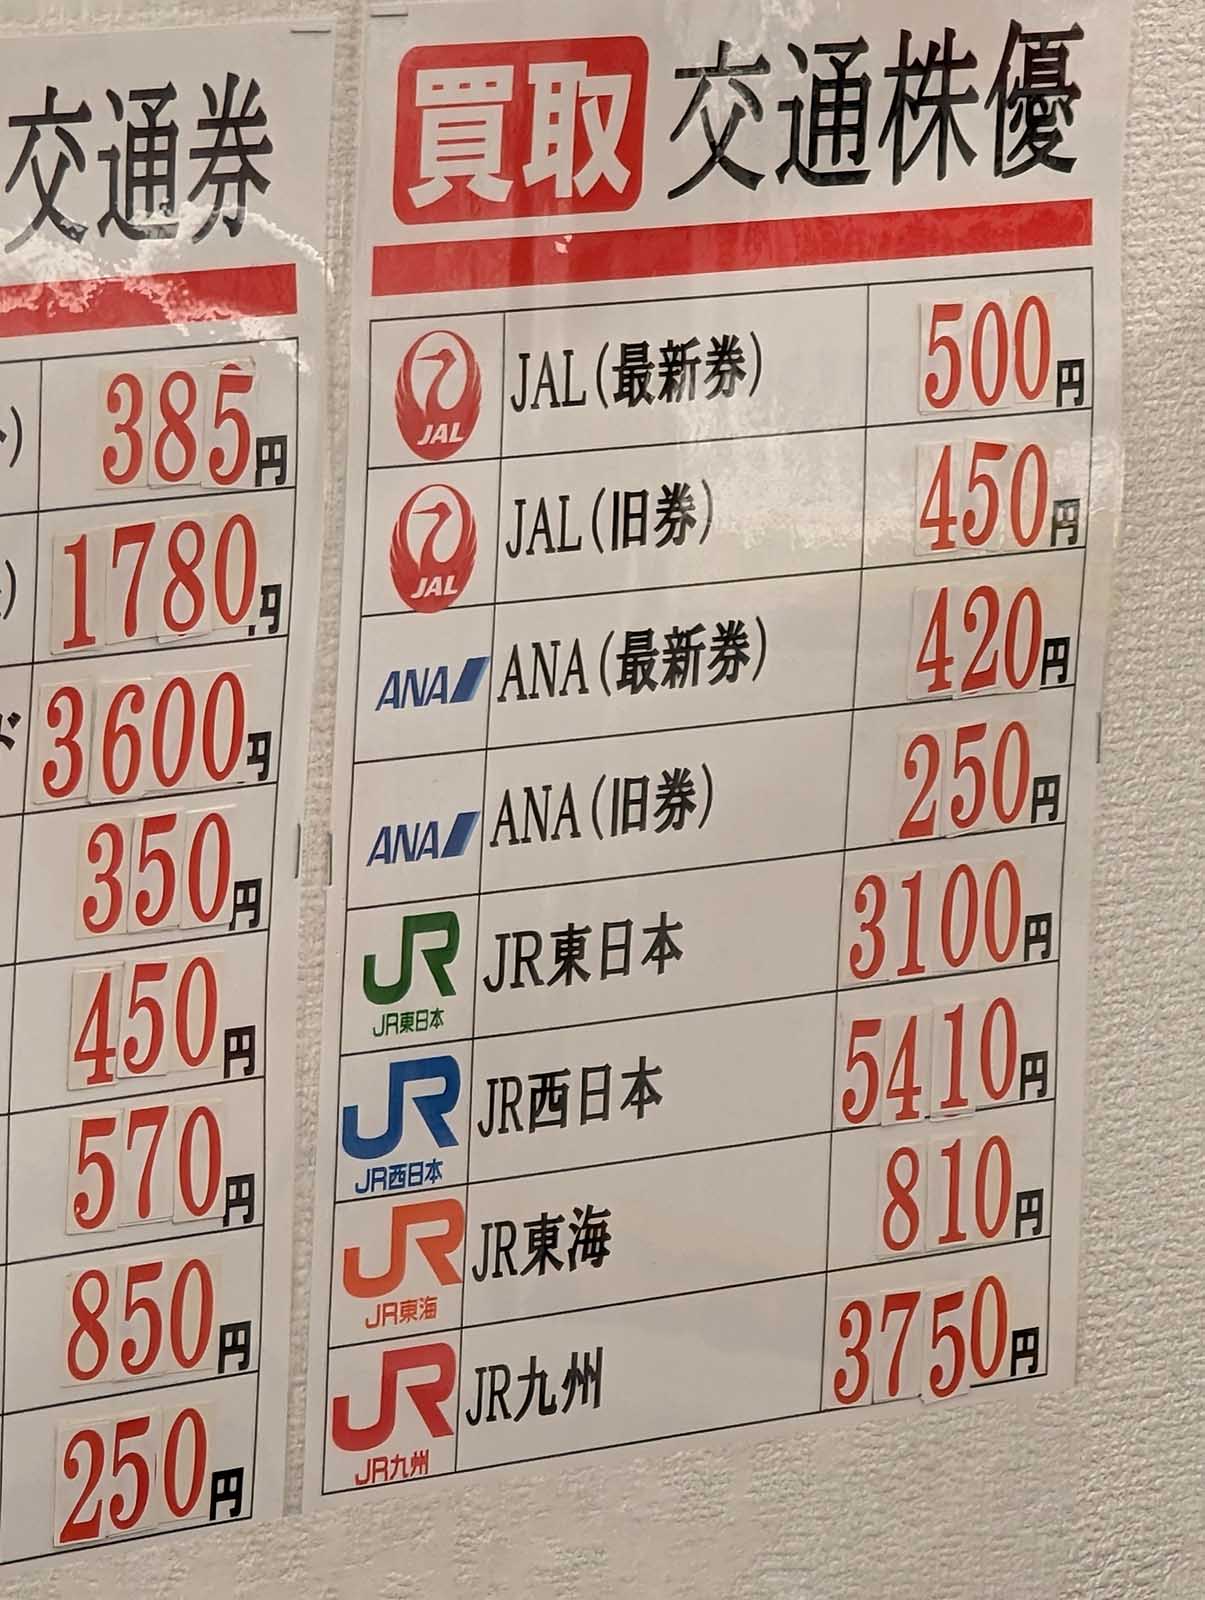 交通券
385円
1780円
3600円
350円
450円
570円
850円
250円
買取 交通株優
JAL JAL(最新券) 500円
JAL JAL(旧券) 450円
ANA ANA(最新券) 420円
ANA ANA(旧券) 250円
JR JR東日本 JR東日本 3100円
JR JR西日本 JR西日本 5410円
JR JR東海 JR東海 810円
JR JR九州 JR九州 3750円